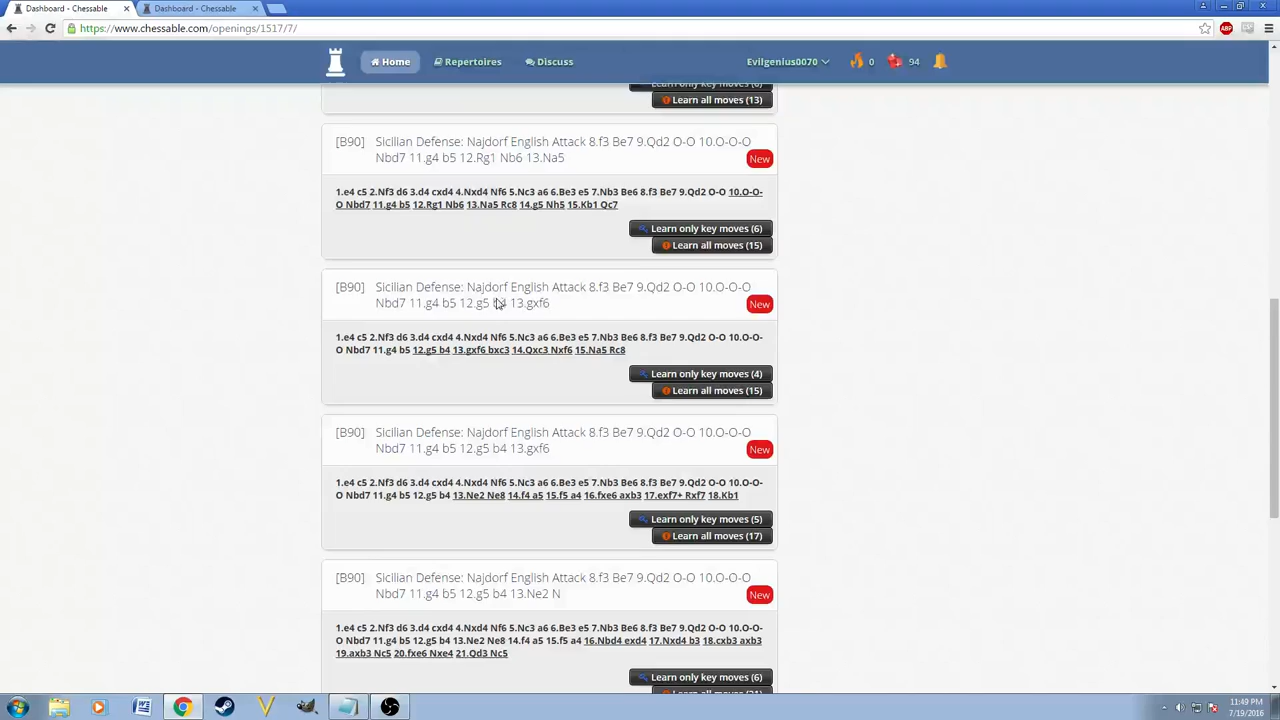 Dashboard - Chessable
Dashboard - Chessable
https://www.chessable.com/openings/1517/7/
Home
Repertoires
Discuss
Evilgenius0070
0
94
Learn only key moves (6)
Learn all moves (13)
[B90] Sicilian Defense: Najdorf English Attack 8.f3 Be7 9.Qd2 O-O 10.O-O-O
Nbd7 11.g4 b5 12.Rg1 Nb6 13.Na5
New
1.e4 c5 2.Nf3 d6 3.d4 cxd4 4.Nxd4 Nf6 5.Nc3 a6 6.Be3 e5 7.Nb3 Be6 8.f3 Be7 9.Qd2 O-O 10.O-O-
O Nbd7 11.g4 b5 12.Rg1 Nb6 13.Na5 Rc8 14.g5 Nh5 15.Kb1 Qc7
Learn only key moves (6)
Learn all moves (15)
[B90] Sicilian Defense: Najdorf English Attack 8.f3 Be7 9.Qd2 O-O 10.O-O-O
Nbd7 11.g4 b5 12.g5 b4 13.gxf6
New
1.e4 c5 2.Nf3 d6 3.d4 cxd4 4.Nxd4 Nf6 5.Nc3 a6 6.Be3 e5 7.Nb3 Be6 8.f3 Be7 9.Qd2 O-O 10.O-O-
O Nbd7 11.g4 b5 12.g5 b4 13.gxf6 bxc3 14.Qxc3 Nxf6 15.Na5 Rc8
Learn only key moves (4)
Learn all moves (15)
[B90] Sicilian Defense: Najdorf English Attack 8.f3 Be7 9.Qd2 O-O 10.O-O-O
Nbd7 11.g4 b5 12.g5 b4 13.gxf6
New
1.e4 c5 2.Nf3 d6 3.d4 cxd4 4.Nxd4 Nf6 5.Nc3 a6 6.Be3 e5 7.Nb3 Be6 8.f3 Be7 9.Qd2 O-O 10.O-O-
O Nbd7 11.g4 b5 12.g5 b4 13.Ne2 Ne8 14.f4 a5 15.f5 a4 16.fxe6 axb3 17.exf7+ Rxf7 18.Kb1
Learn only key moves (5)
Learn all moves (17)
[B90] Sicilian Defense: Najdorf English Attack 8.f3 Be7 9.Qd2 O-O 10.O-O-O
Nbd7 11.g4 b5 12.g5 b4 13.Ne2 N
New
1.e4 c5 2.Nf3 d6 3.d4 cxd4 4.Nxd4 Nf6 5.Nc3 a6 6.Be3 e5 7.Nb3 Be6 8.f3 Be7 9.Qd2 O-O 10.O-O-
O Nbd7 11.g4 b5 12.g5 b4 13.Ne2 Ne8 14.f4 a5 15.f5 a4 16.Nbd4 exd4 17.Nxd4 b3 18.cxb3 axb3
19.axb3 Nc5 20.fxe6 Nxe4 21.Qd3 Nc5
Learn only key moves (6)
Learn all moves (21)
11:49 PM
7/19/2016